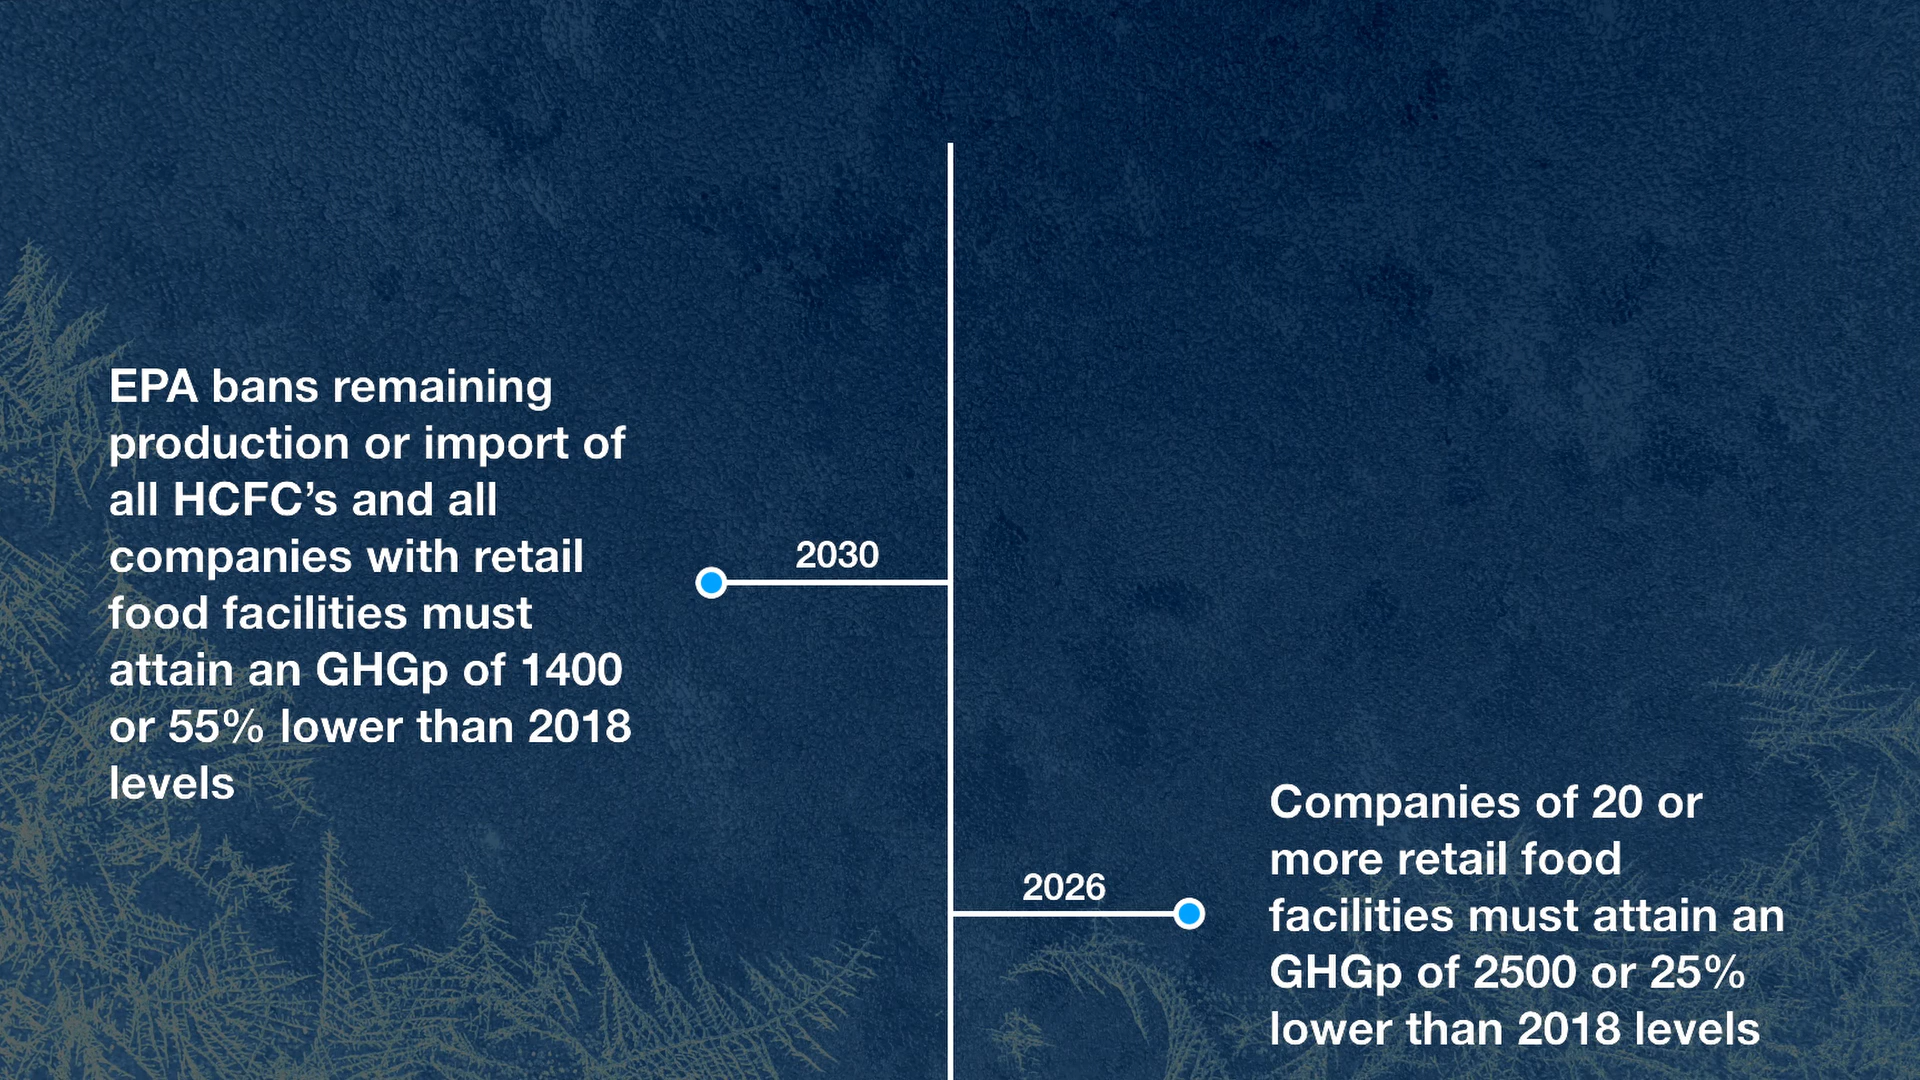 EPA bans remaining
production or import of
all HCFC’s and all
companies with retail
food facilities must
attain an GHGp of 1400
or 55% lower than 2018
levels
2030
2026
Companies of 20 or
more retail food
facilities must attain an
GHGp of 2500 or 25%
lower than 2018 levels